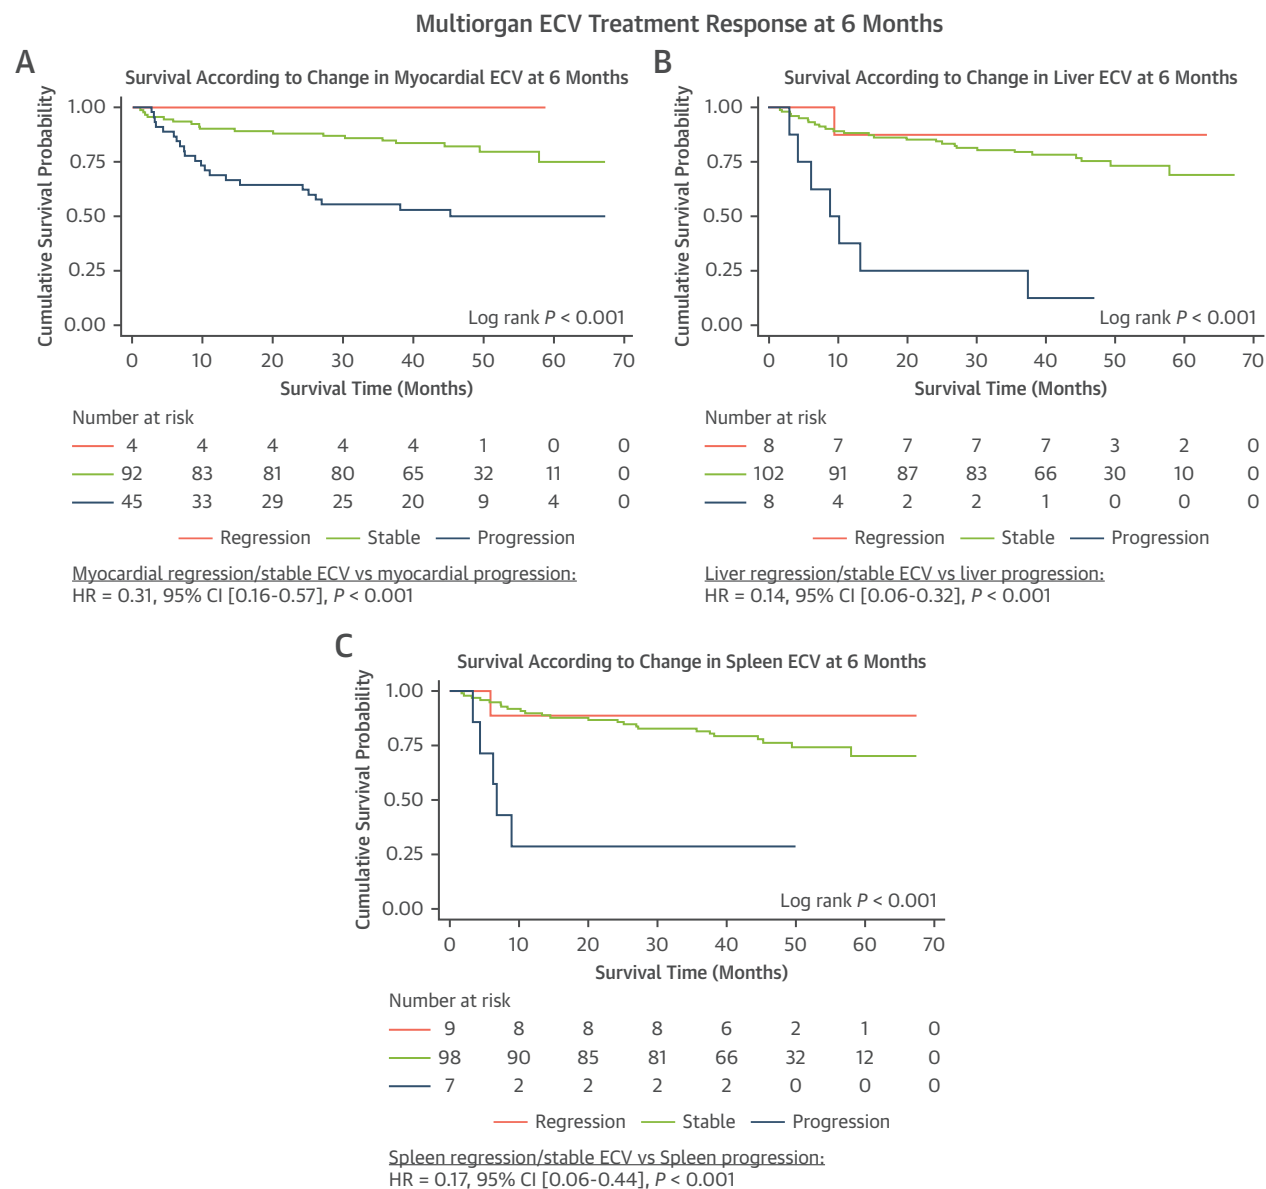 Multiorgan ECV Treatment Response at 6 Months
A
Survival According to Change in Myocardial ECV at 6 Months
Cumulative Survival Probability
1.00
0.75
0.50
0.25
0.00
Log rank P < 0.001
0 10 20 30 40 50 60 70
Survival Time (Months)
Number at risk
4 4 4 4 4 1 0 0
92 83 81 80 65 32 11 0
45 33 29 25 20 9 4 0
Regression Stable Progression
Myocardial regression/stable ECV vs myocardial progression:
HR = 0.31, 95% CI [0.16-0.57], P < 0.001
B
Survival According to Change in Liver ECV at 6 Months
Cumulative Survival Probability
1.00
0.75
0.50
0.25
0.00
Log rank P < 0.001
0 10 20 30 40 50 60 70
Survival Time (Months)
Number at risk
8 7 7 7 7 3 2 0
102 91 87 83 66 30 10 0
8 4 2 2 1 0 0 0
Regression Stable Progression
Liver regression/stable ECV vs liver progression:
HR = 0.14, 95% CI [0.06-0.32], P < 0.001
C
Survival According to Change in Spleen ECV at 6 Months
Cumulative Survival Probability
1.00
0.75
0.50
0.25
0.00
Log rank P < 0.001
0 10 20 30 40 50 60 70
Survival Time (Months)
Number at risk
9 8 8 8 6 2 1 0
98 90 85 81 66 32 12 0
7 2 2 2 2 0 0 0
Regression Stable Progression
Spleen regression/stable ECV vs Spleen progression:
HR = 0.17, 95% CI [0.06-0.44], P < 0.001